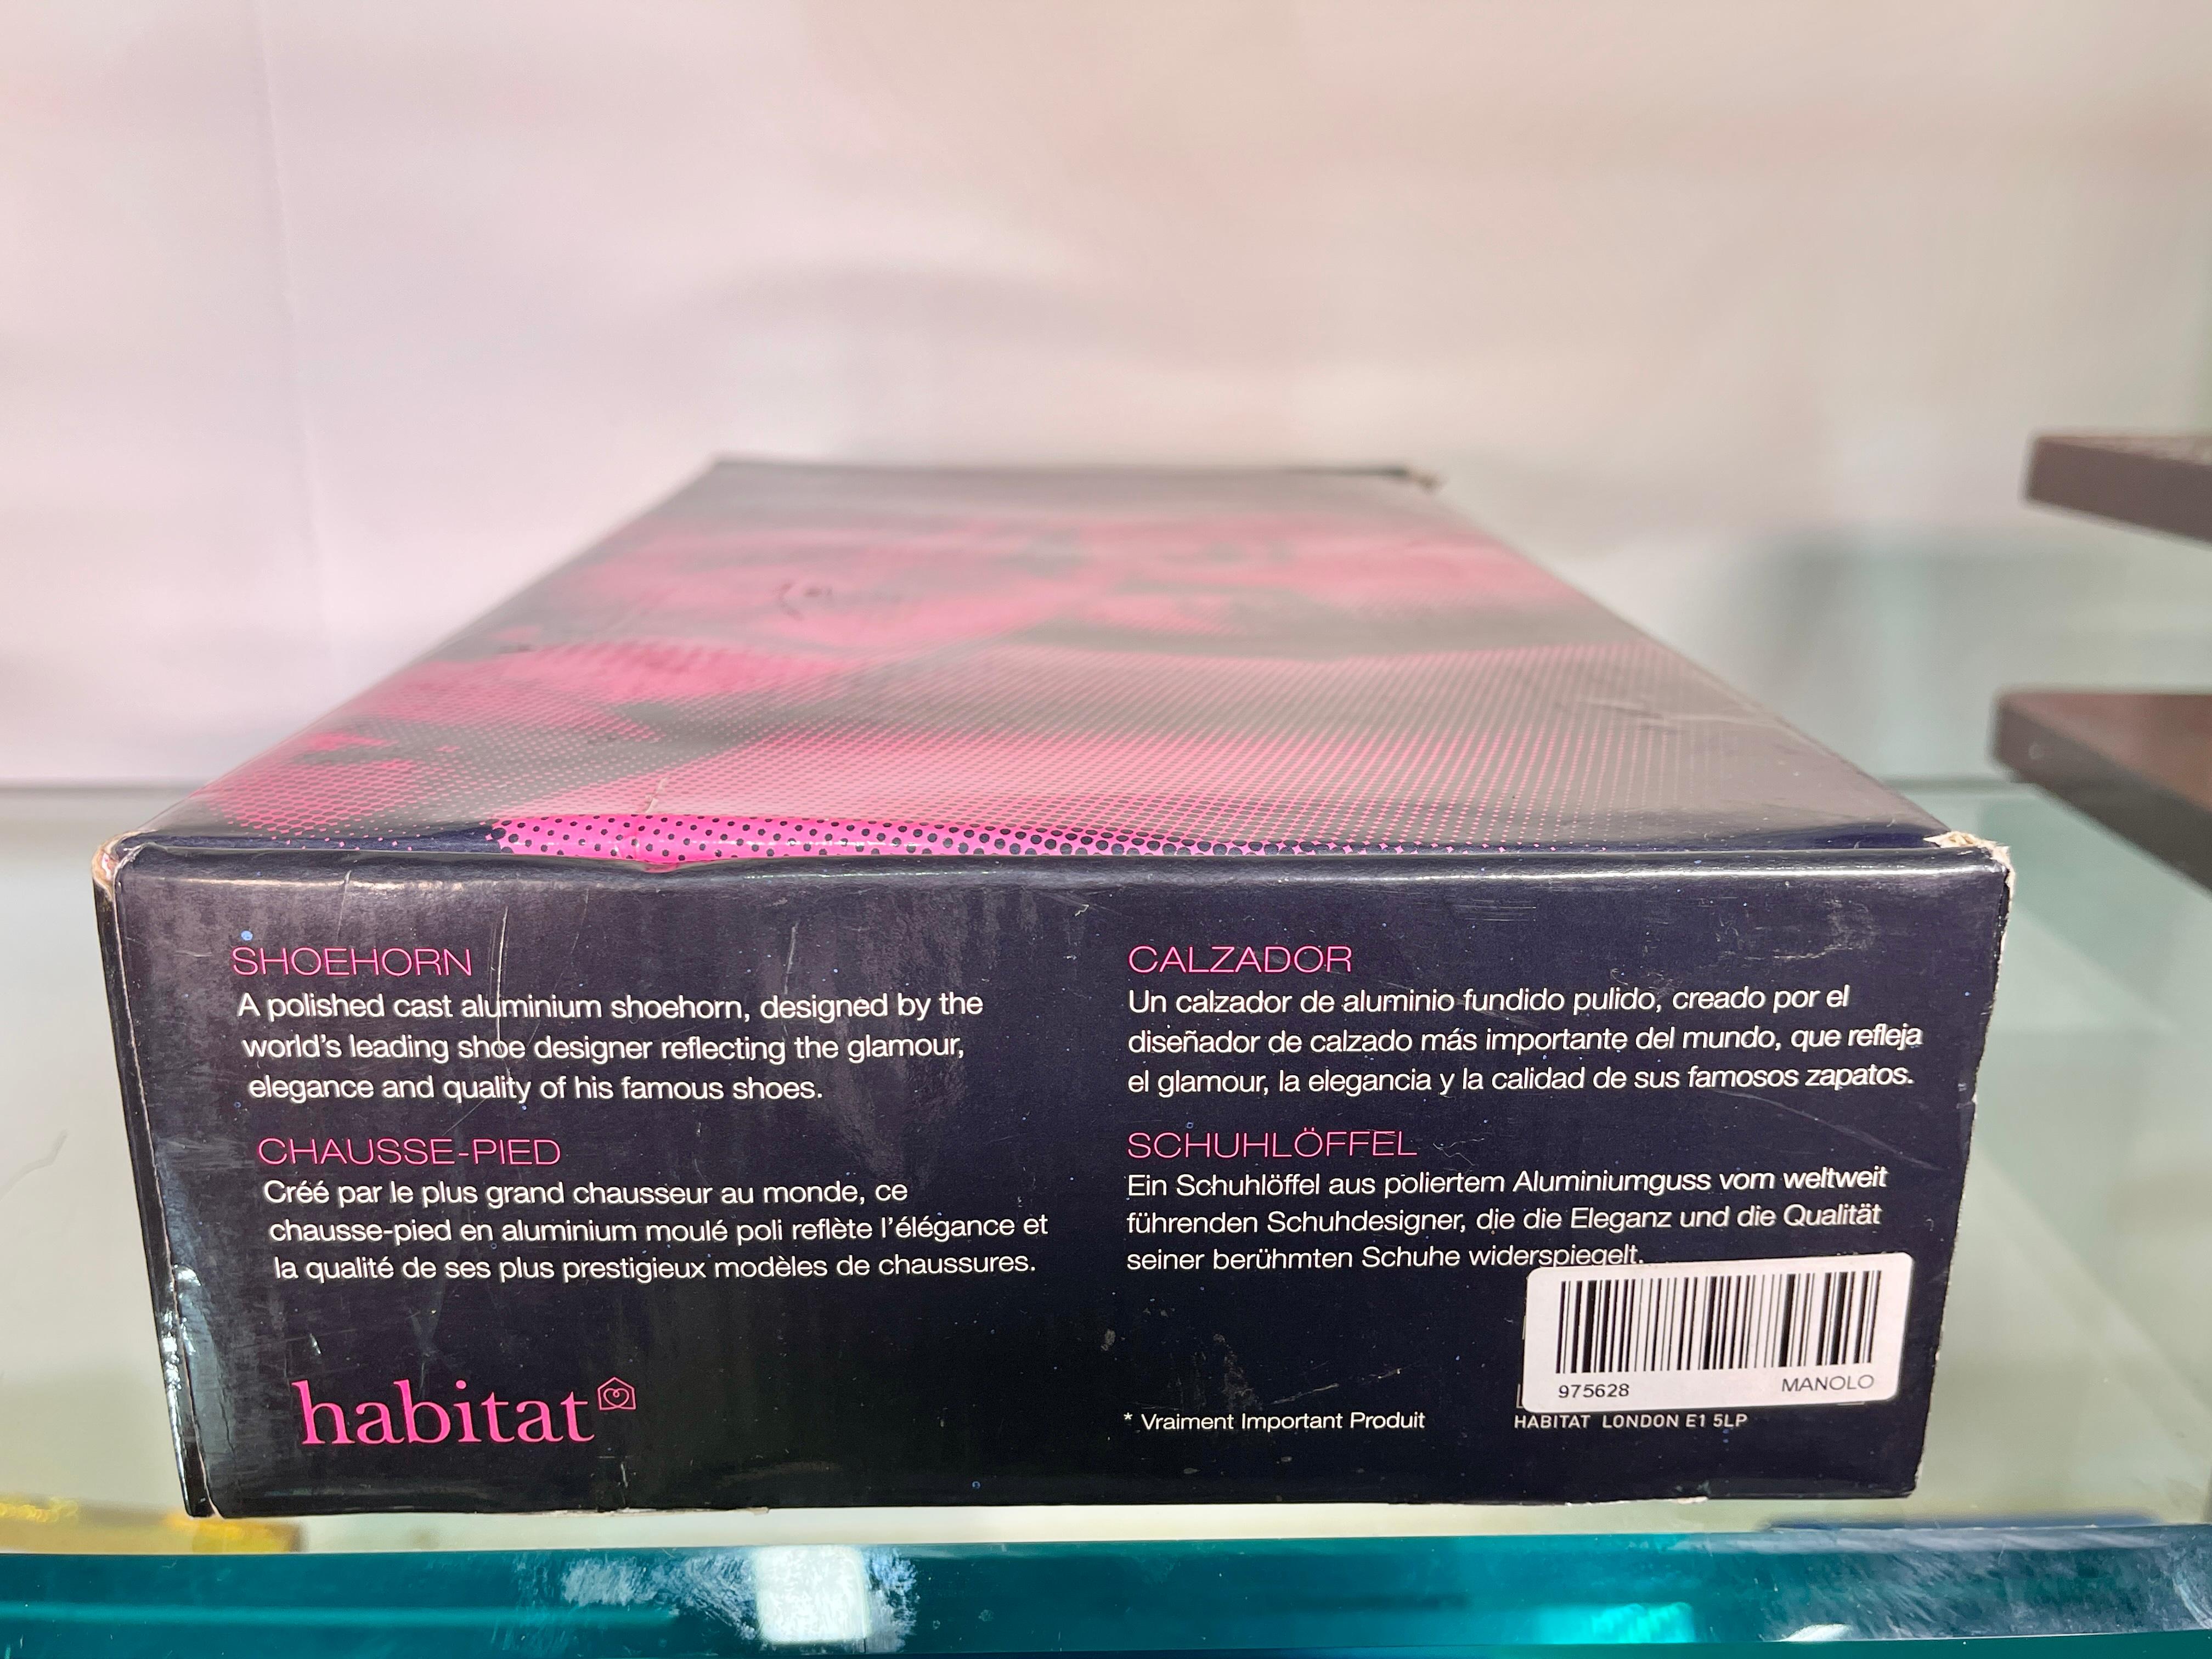 SHOEHORN
A polished cast aluminium shoehorn, designed by the
world's leading shoe designer reflecting the glamour,
elegance and quality of his famous shoes.
CHAUSSE-PIED
Créé par le plus grand chausseur au monde, ce
chausse-pied en aluminium moulé poli reflète l'élégance et
la qualité de ses plus prestigieux modèles de chaussures.
habitat
CALZADOR
Un calzador de aluminio fundido pulido, creado por el
diseñador de calzado más importante del mundo, que refleja
el glamour, la elegancia y la calidad de sus famosos zapatos.
SCHUHLÖFFEL
Ein Schuhlöffel aus poliertem Aluminiumguss vom weltweit
führenden Schuhdesigner, die die Eleganz und die Qualität
seiner berühmten Schuhe widerspiegelt.
975628 MANOLO
* Vraiment Important Produit
HABITAT LONDON E1 5LP